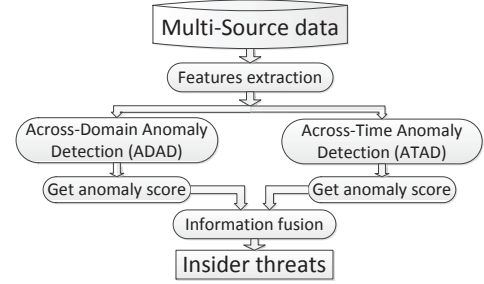 Multi-Source data
Features extraction
Across-Domain Anomaly
Detection (ADAD)
Across-Time Anomaly
Detection (ATAD)
Get anomaly score
Get anomaly score
Information fusion
Insider threats